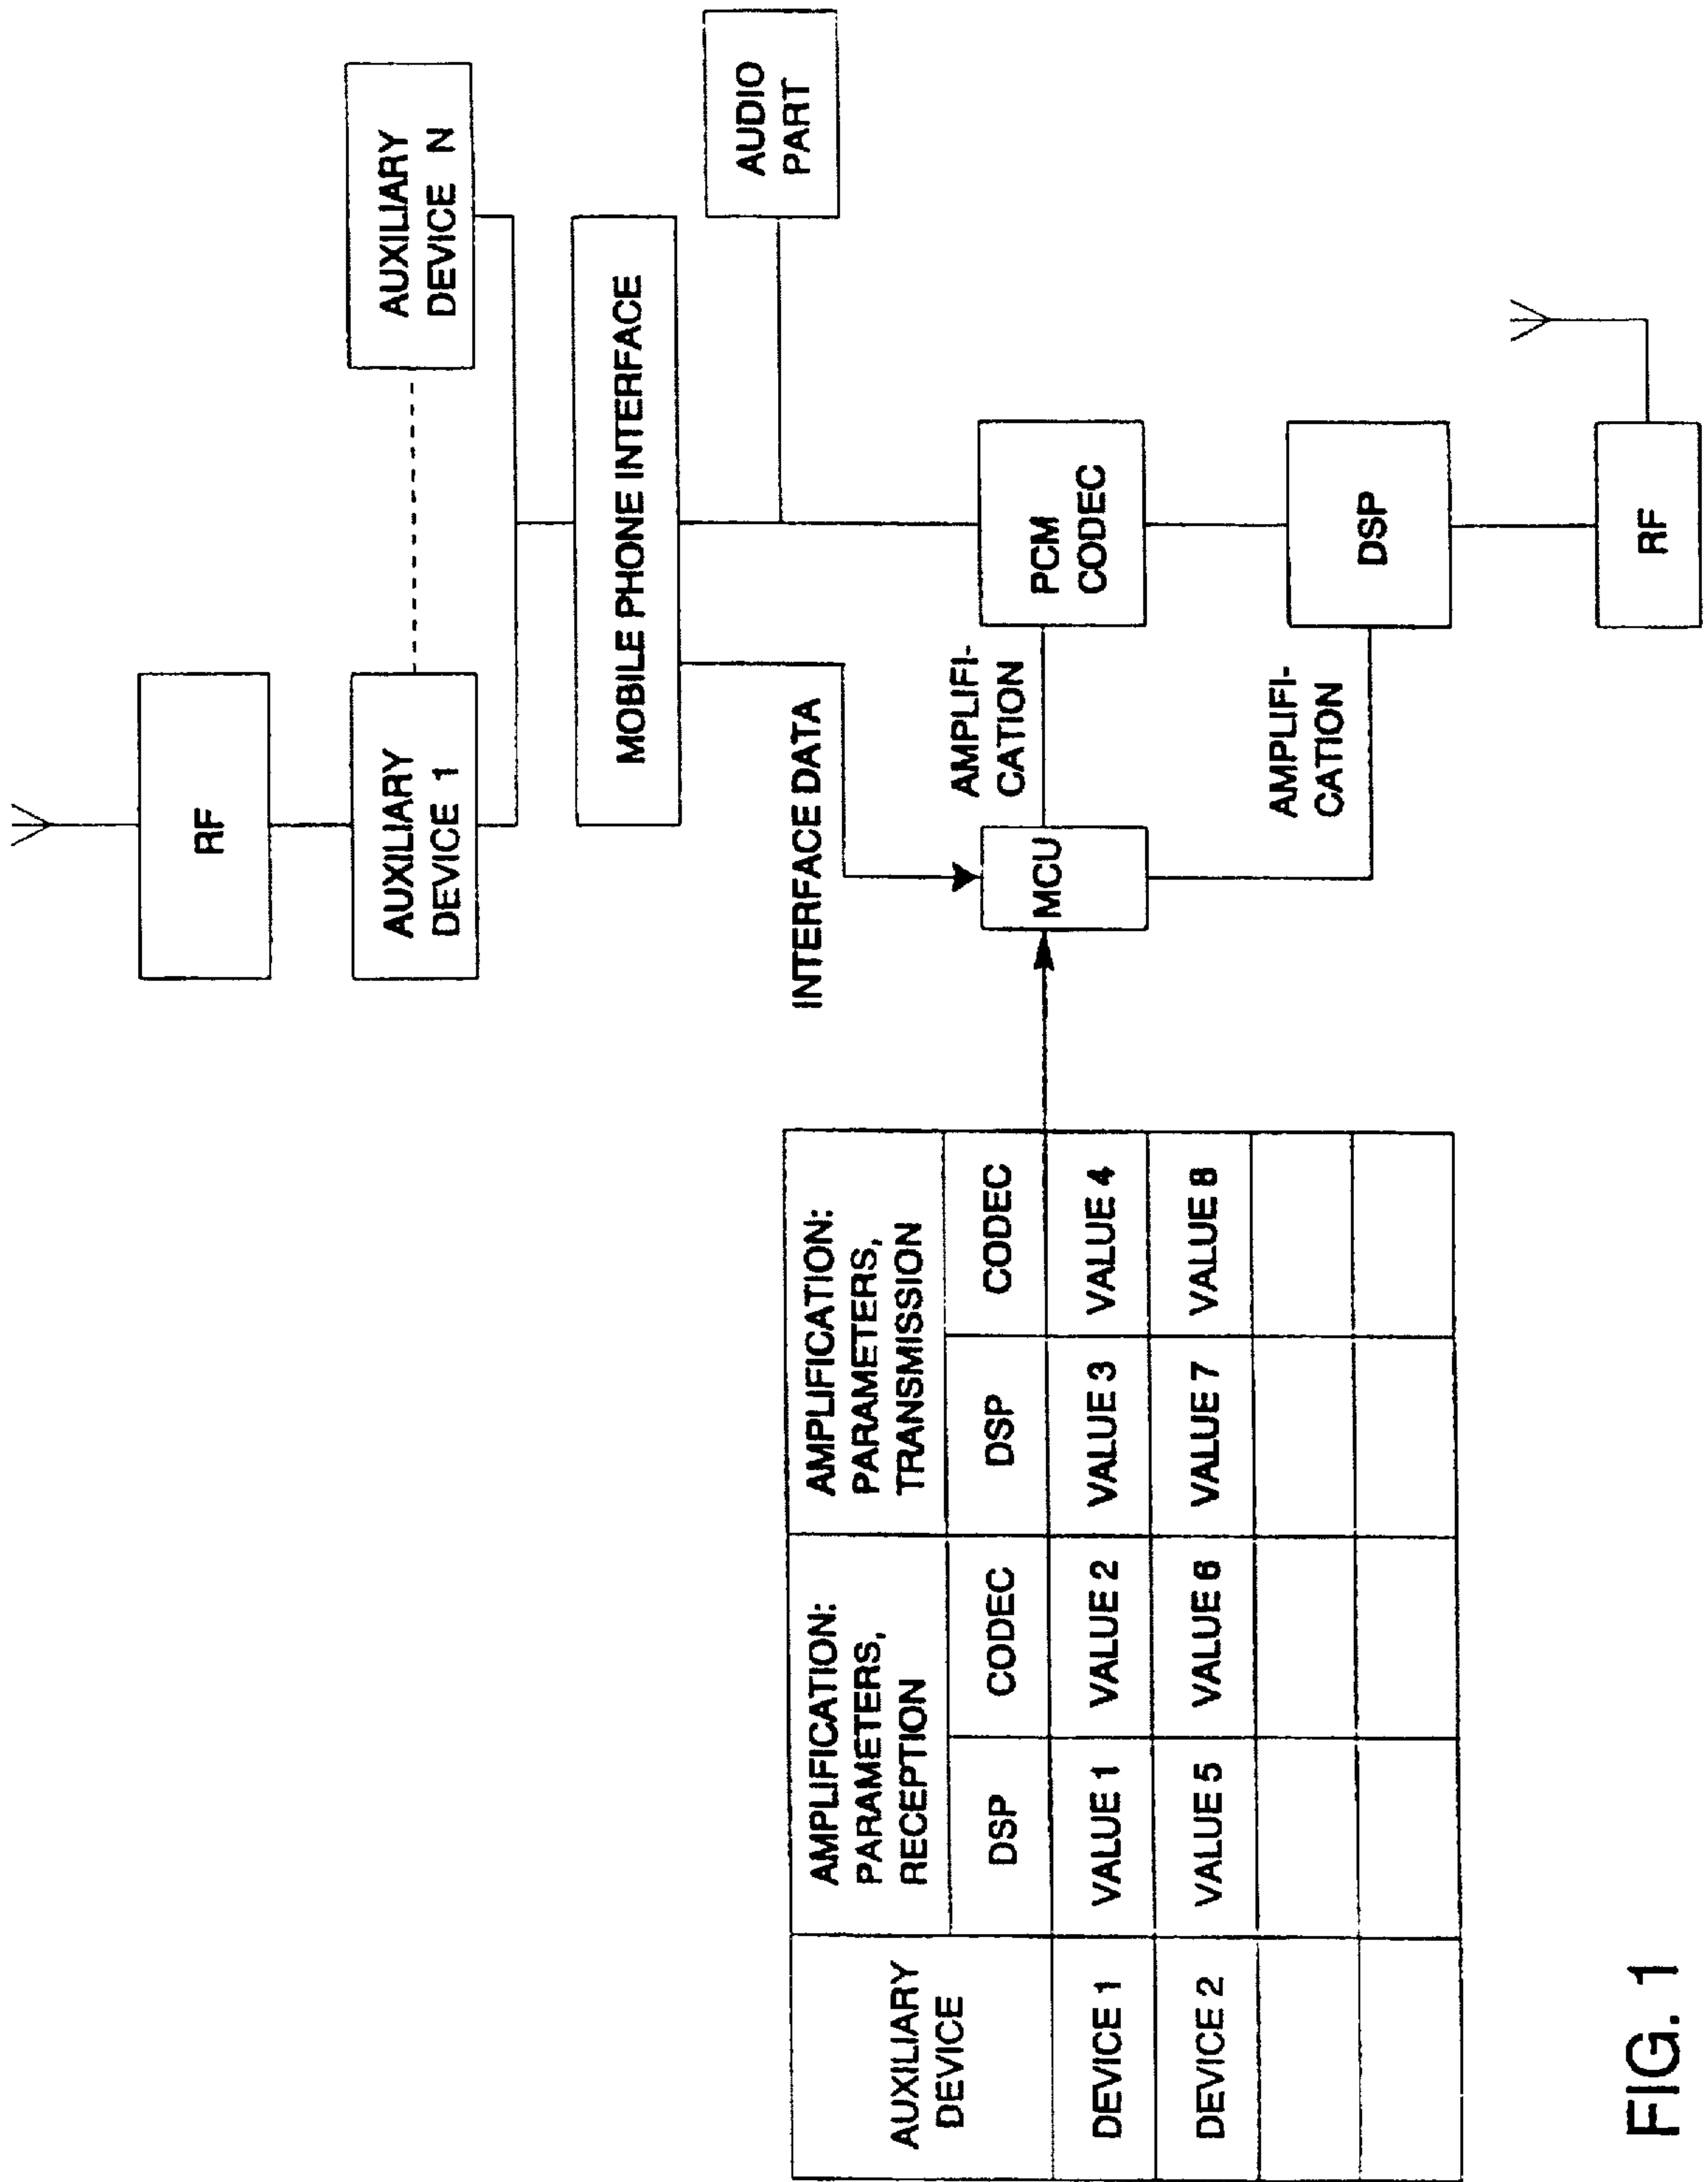 RF
AUXILIARY
DEVICE 1
AUXILIARY
DEVICE N
MOBILE PHONE INTERFACE
AUDIO
PART
INTERFACE DATA
AMPLIFI-
CATION
MCU
PCM
CODEC
AMPLIFI-
CATION
DSP
RF
AUXILIARY
DEVICE
AMPLIFICATION:
PARAMETERS,
RECEPTION
AMPLIFICATION:
PARAMETERS,
TRANSMISSION
DSP CODEC DSP CODEC
DEVICE 1 VALUE 1 VALUE 2 VALUE 3 VALUE 4
DEVICE 2 VALUE 5 VALUE 6 VALUE 7 VALUE 8
FIG. 1